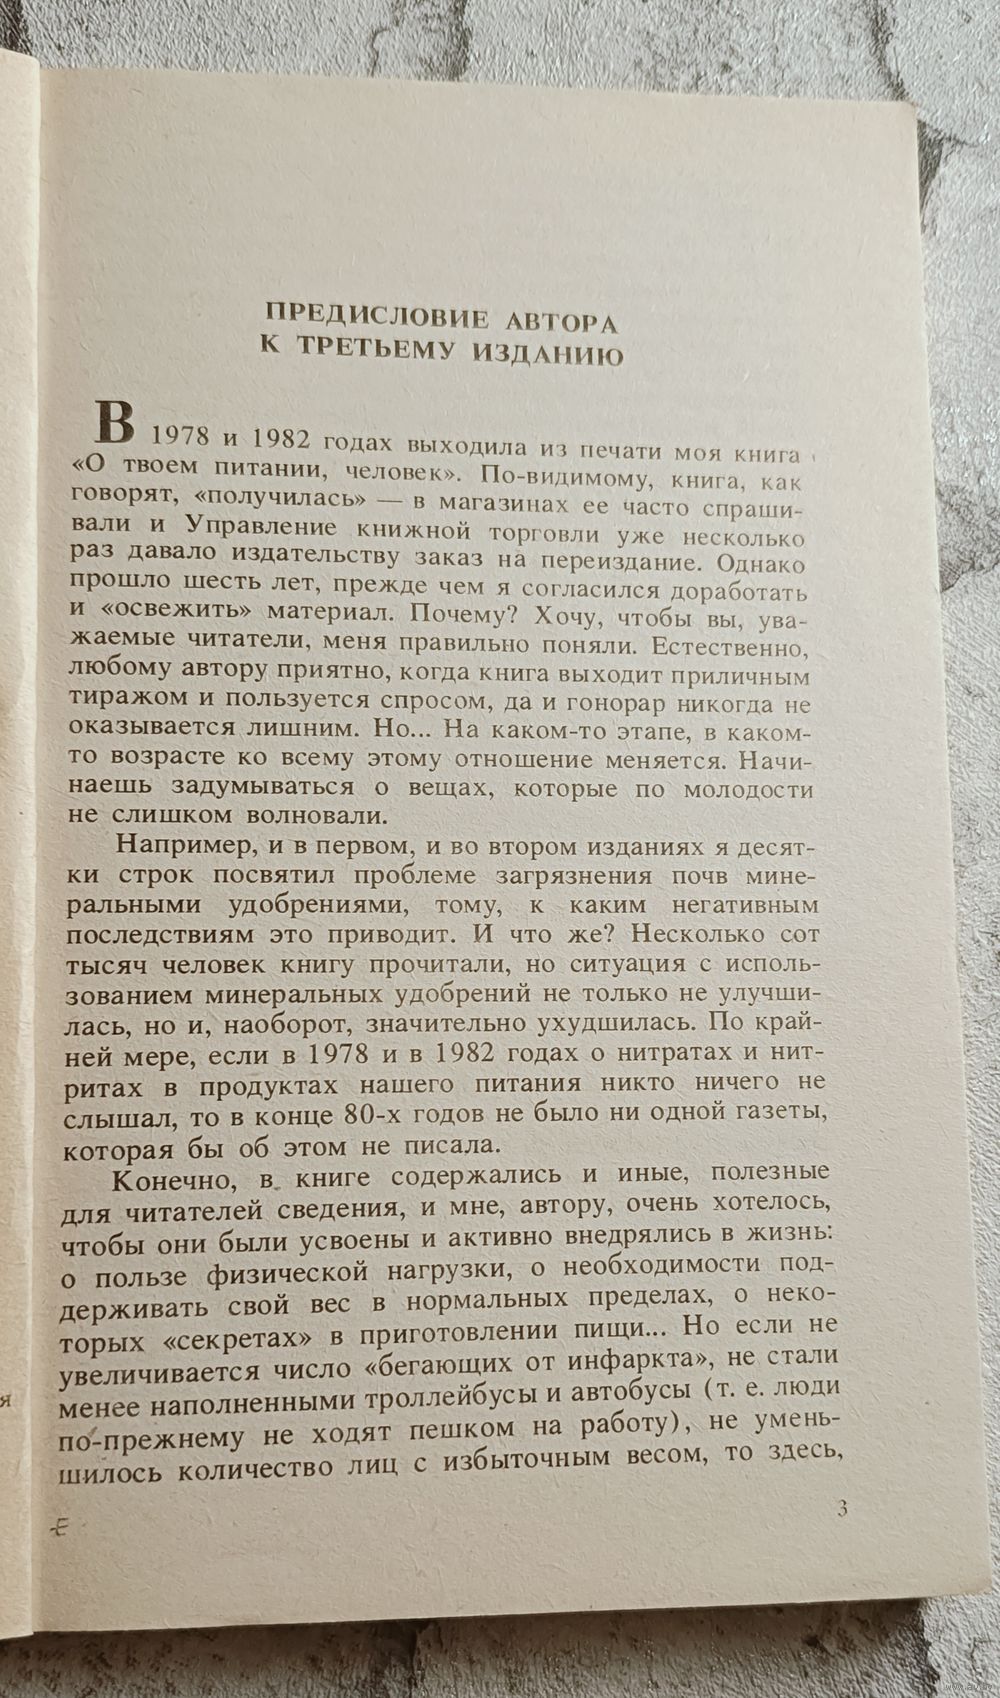 ПРЕДИСЛОВИЕ АВТОРА
К ТРЕТЬЕМУ ИЗДАНИЮ
В 1978 и 1982 годах выходила из печати моя книга
«О твоем питании, человек». По-видимому, книга, как
говорят, «получилась» — в магазинах ее часто спраши-
вали и Управление книжной торговли уже несколько
раз давало издательству заказ на переиздание. Однако
прошло шесть лет, прежде чем я согласился доработать
и «освежить» материал. Почему? Хочу, чтобы вы, ува-
жаемые читатели, меня правильно поняли. Естественно,
любому автору приятно, когда книга выходит приличным
тиражом и пользуется спросом, да и гонорар никогда не
оказывается лишним. Но... На каком-то этапе, в каком-
то возрасте ко всему этому отношение меняется. Начи-
наешь задумываться о вещах, которые по молодости
не слишком волновали.
Например, и в первом, и во втором изданиях я десят-
ки строк посвятил проблеме загрязнения почв мине-
ральными удобрениями, тому, к каким негативным
последствиям это приводит. И что же? Несколько сот
тысяч человек книгу прочитали, но ситуация с исполь-
зованием минеральных удобрений не только не улучши-
лась, но и, наоборот, значительно ухудшилась. По край-
ней мере, если в 1978 и в 1982 годах о нитратах и нит-
ритах в продуктах нашего питания никто ничего не
слышал, то в конце 80-х годов не было ни одной газеты,
которая бы об этом не писала.
Конечно, в книге содержались и иные, полезные
для читателей сведения, и мне, автору, очень хотелось,
чтобы они были усвоены и активно внедрялись в жизнь:
о пользе физической нагрузки, о необходимости под-
держивать свой вес в нормальных пределах, о неко-
торых «секретах» в приготовлении пищи... Но если не
увеличивается число «бегающих от инфаркта», не стали
менее наполненными троллейбусы и автобусы (т. е. люди
по-прежнему не ходят пешком на работу), не умень-
шилось количество лиц с избыточным весом, то здесь,
3
я